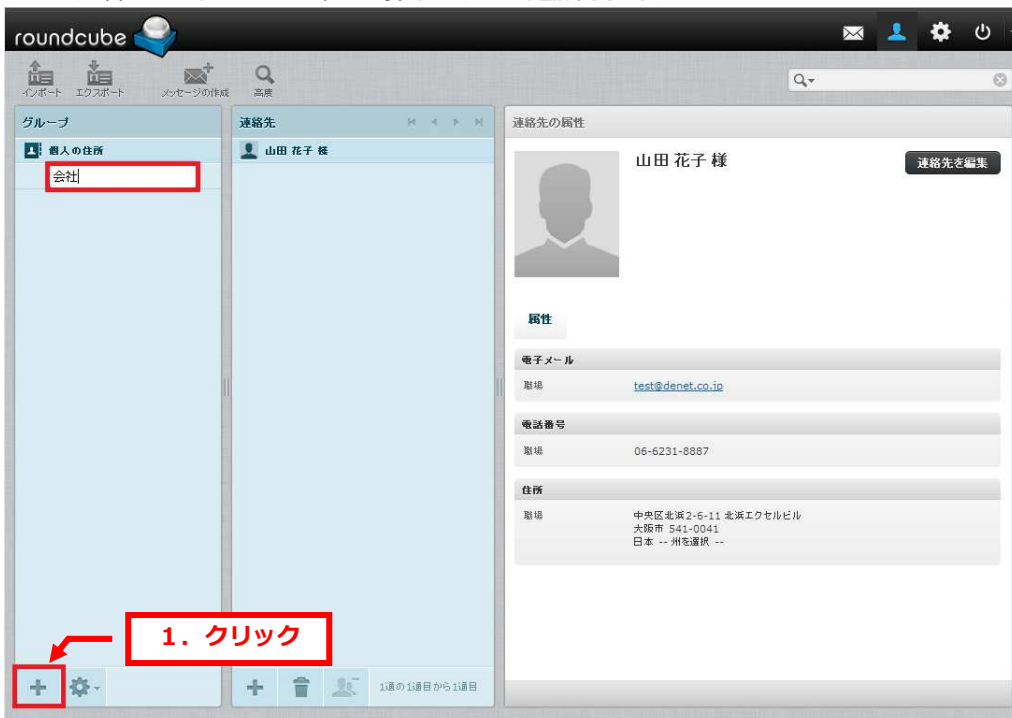 roundcube
インポート エクスポート メッセージの作成 高度
グループ
個人の住所
会社
連絡先
山田 花子 様
連絡先の属性
山田 花子 様
連絡先を編集
属性
電子メール
職場 test@denet.co.jp
電話番号
職場 06-6231-8887
住所
職場 中央区北浜2-6-11 北浜エクセルビル
大阪市 541-0041
日本 -- 州を選択 --
1. クリック
1通の1通目から1通目